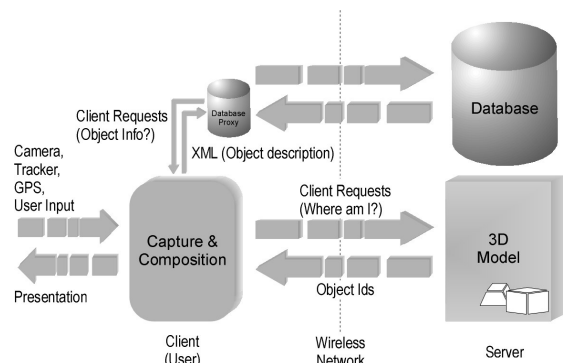 Database
Database
Proxy
Client Requests
(Object Info?)
XML (Object description)
Camera,
Tracker,
GPS,
User Input
Client Requests
(Where am I?)
Capture &
Composition
3D
Model
Presentation
Object Ids
Client
(User)
Wireless
Network
Server